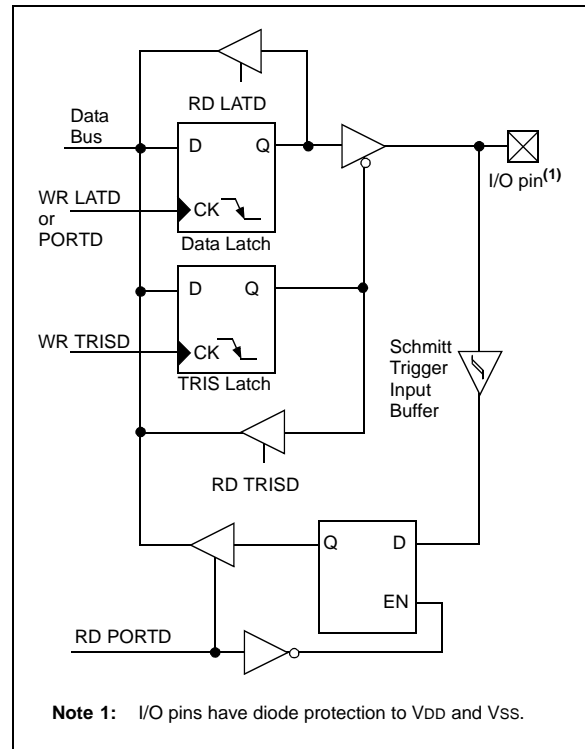 RD LATD
Data
Bus
D Q
I/O pin(1)
WR LATD
or
PORTD
CK
Data Latch
D Q
WR TRISD
CK
TRIS Latch
Schmitt
Trigger
Input
Buffer
RD TRISD
Q D
EN
RD PORTD
Note 1: I/O pins have diode protection to VDD and VSS.